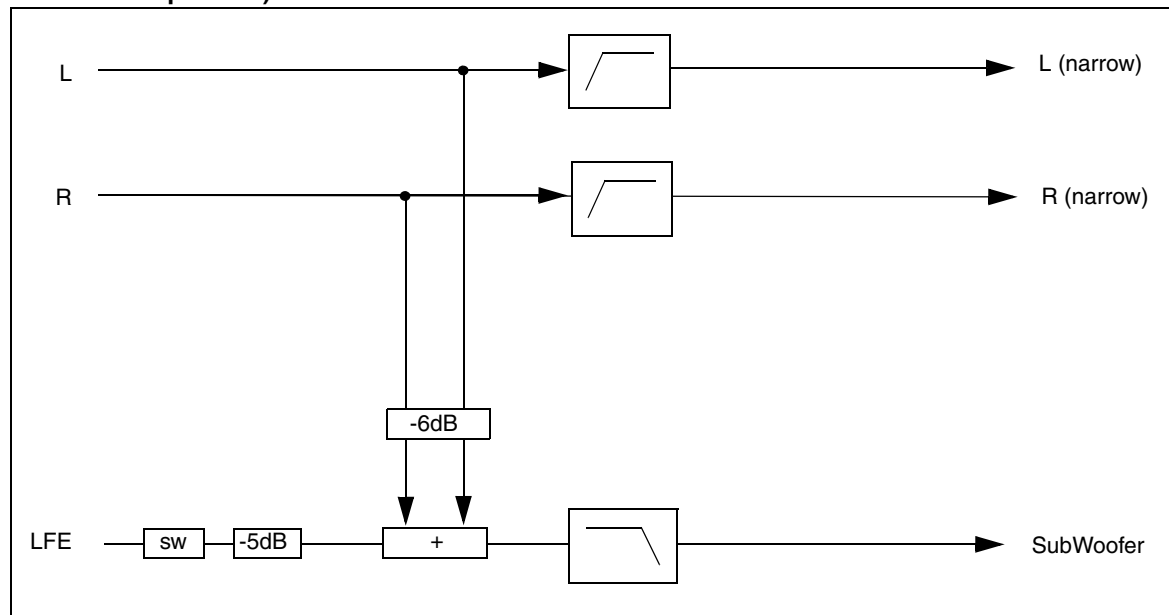 L
L (narrow)
R
R (narrow)
-6dB
LFE
sw
-5dB
+
SubWoofer